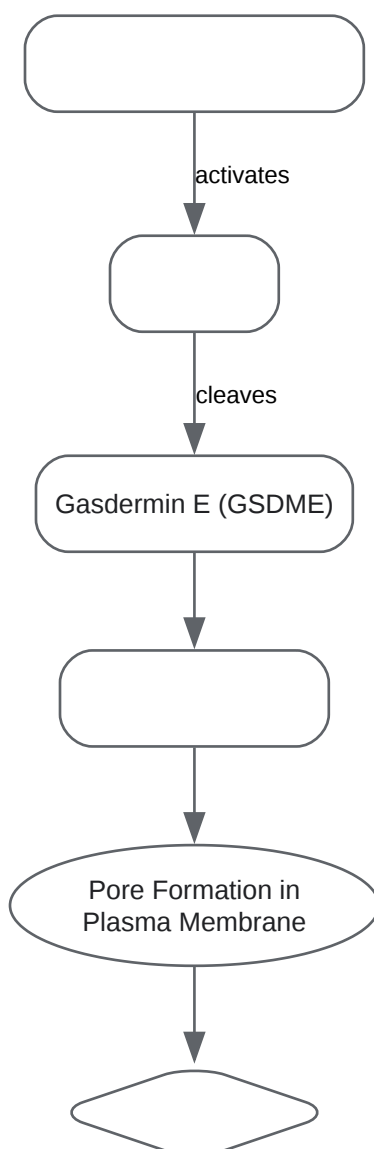 activates
cleaves
Gasdermin E (GSDME)
Pore Formation in
Plasma Membrane